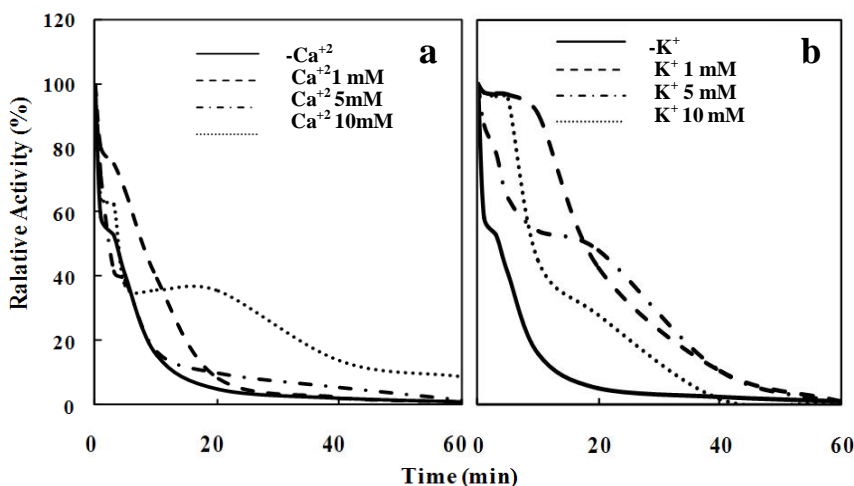 120
100
80
60
40
20
0
Ralative Activity (%)
a
-Ca+2
Ca+2 1 mM
Ca+2 5mM
Ca+2 10mM
b
-K+
K+ 1 mM
K+ 5 mM
K+ 10 mM
0 20 40 60
0 20 40 60
Time (min)